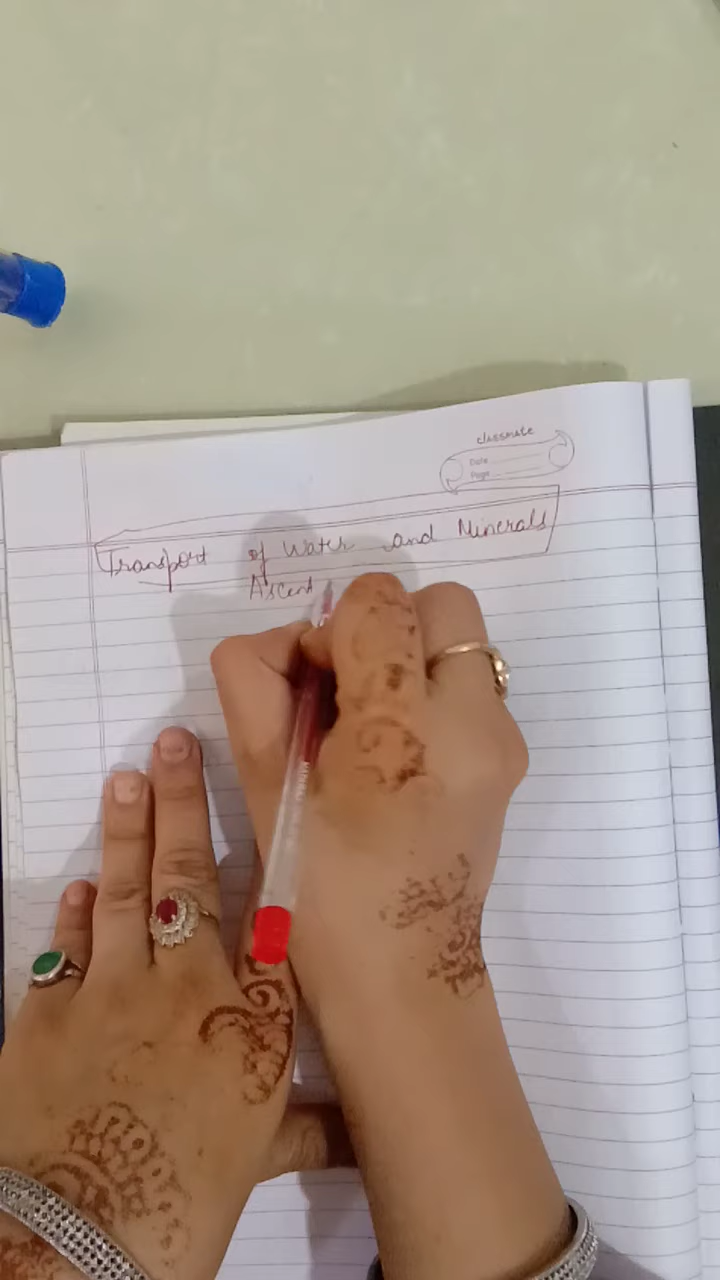 classmate
Date
Page
Transport of Water and Minerals
Ascent